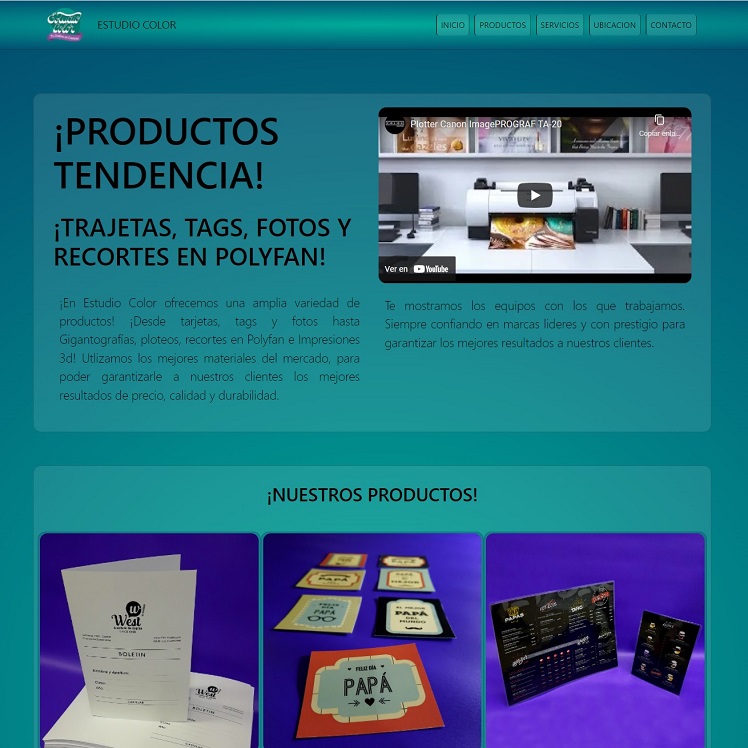 ESTUDIO COLOR
INICIO
PRODUCTOS
SERVICIOS
UBICACION
CONTACTO
¡PRODUCTOS
TENDENCIA!
¡TRAJETAS, TAGS, FOTOS Y
RECORTES EN POLYFAN!
¡En Estudio Color ofrecemos una amplia variedad de
productos! ¡Desde tarjetas, tags y fotos hasta
Gigantografías, ploteos, recortes en Polyfan e Impresiones
3d! Utlizamos los mejores materiales del mercado, para
poder garantizarle a nuestros clientes los mejores
resultados de precio, calidad y durabilidad.
Plotter Canon ImagePROGRAF TA-20
Copiar enla...
Ver en YouTube
Te mostramos los equipos con los que trabajamos.
Siempre confiando en marcas líderes y con prestigio para
garantizar los mejores resultados a nuestros clientes.
¡NUESTROS PRODUCTOS!
W
West
BOLETIN
West
PAPÁ
FELIZ
DIA
PAPÁ
EL MEJOR
PAPÁ
DEL
MUNDO
FELIZ DÍA
PAPÁ
PAPAS